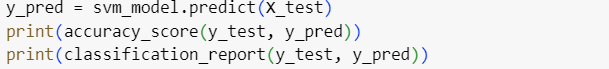 y_pred = svm_model.predict(X_test)
print(accuracy_score(y_test, y_pred))
print(classification_report(y_test, y_pred))